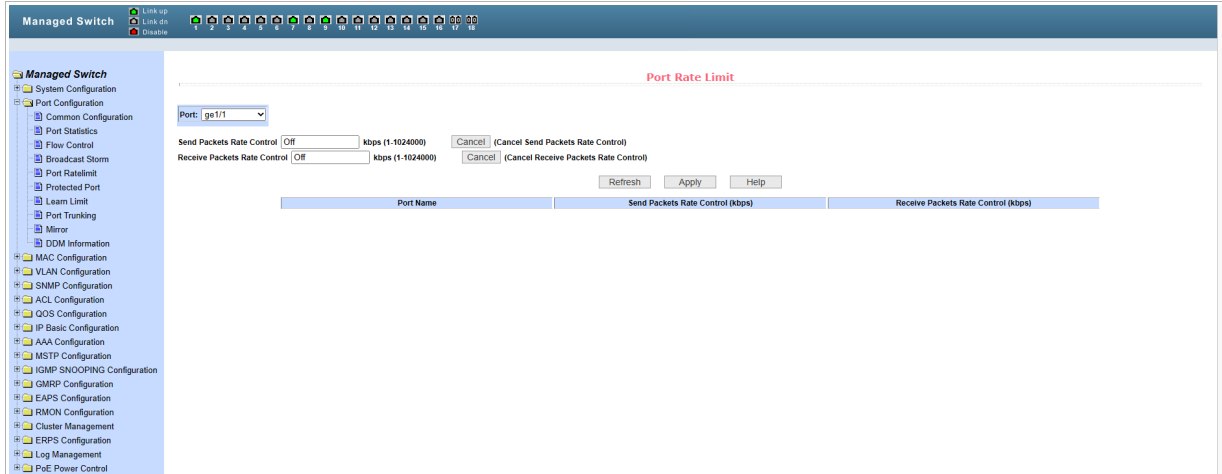 Managed Switch
Link up
Link dn
Disable
1 2 3 4 5 6 7 8 9 10 11 12 13 14 15 16 17 18
Managed Switch
System Configuration
Port Configuration
Common Configuration
Port Statistics
Flow Control
Broadcast Storm
Port Ratelimit
Protected Port
Learn Limit
Port Trunking
Mirror
DDM Information
MAC Configuration
VLAN Configuration
SNMP Configuration
ACL Configuration
QOS Configuration
IP Basic Configuration
AAA Configuration
MSTP Configuration
IGMP SNOOPING Configuration
GMRP Configuration
EAPS Configuration
RMON Configuration
Cluster Management
ERPS Configuration
Log Management
PoE Power Control
Port Rate Limit
Port: ge1/1
Send Packets Rate Control Off kbps (1-1024000) Cancel (Cancel Send Packets Rate Control)
Receive Packets Rate Control Off kbps (1-1024000) Cancel (Cancel Receive Packets Rate Control)
Refresh Apply Help
Port Name Send Packets Rate Control (kbps) Receive Packets Rate Control (kbps)